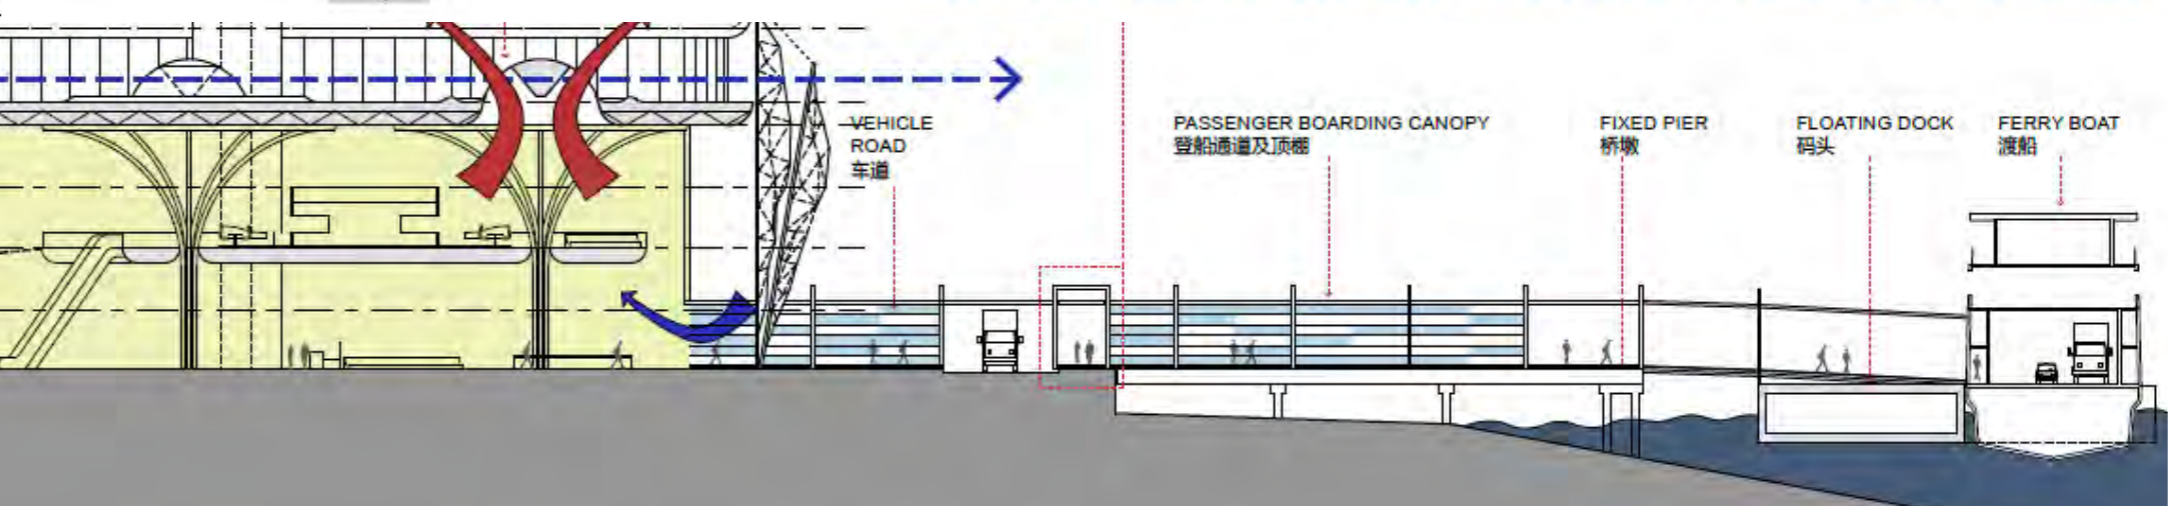 VEHICLE
ROAD
车道
PASSENGER BOARDING CANOPY
登船通道及顶棚
FIXED PIER
桥墩
FLOATING DOCK
码头
FERRY BOAT
渡船